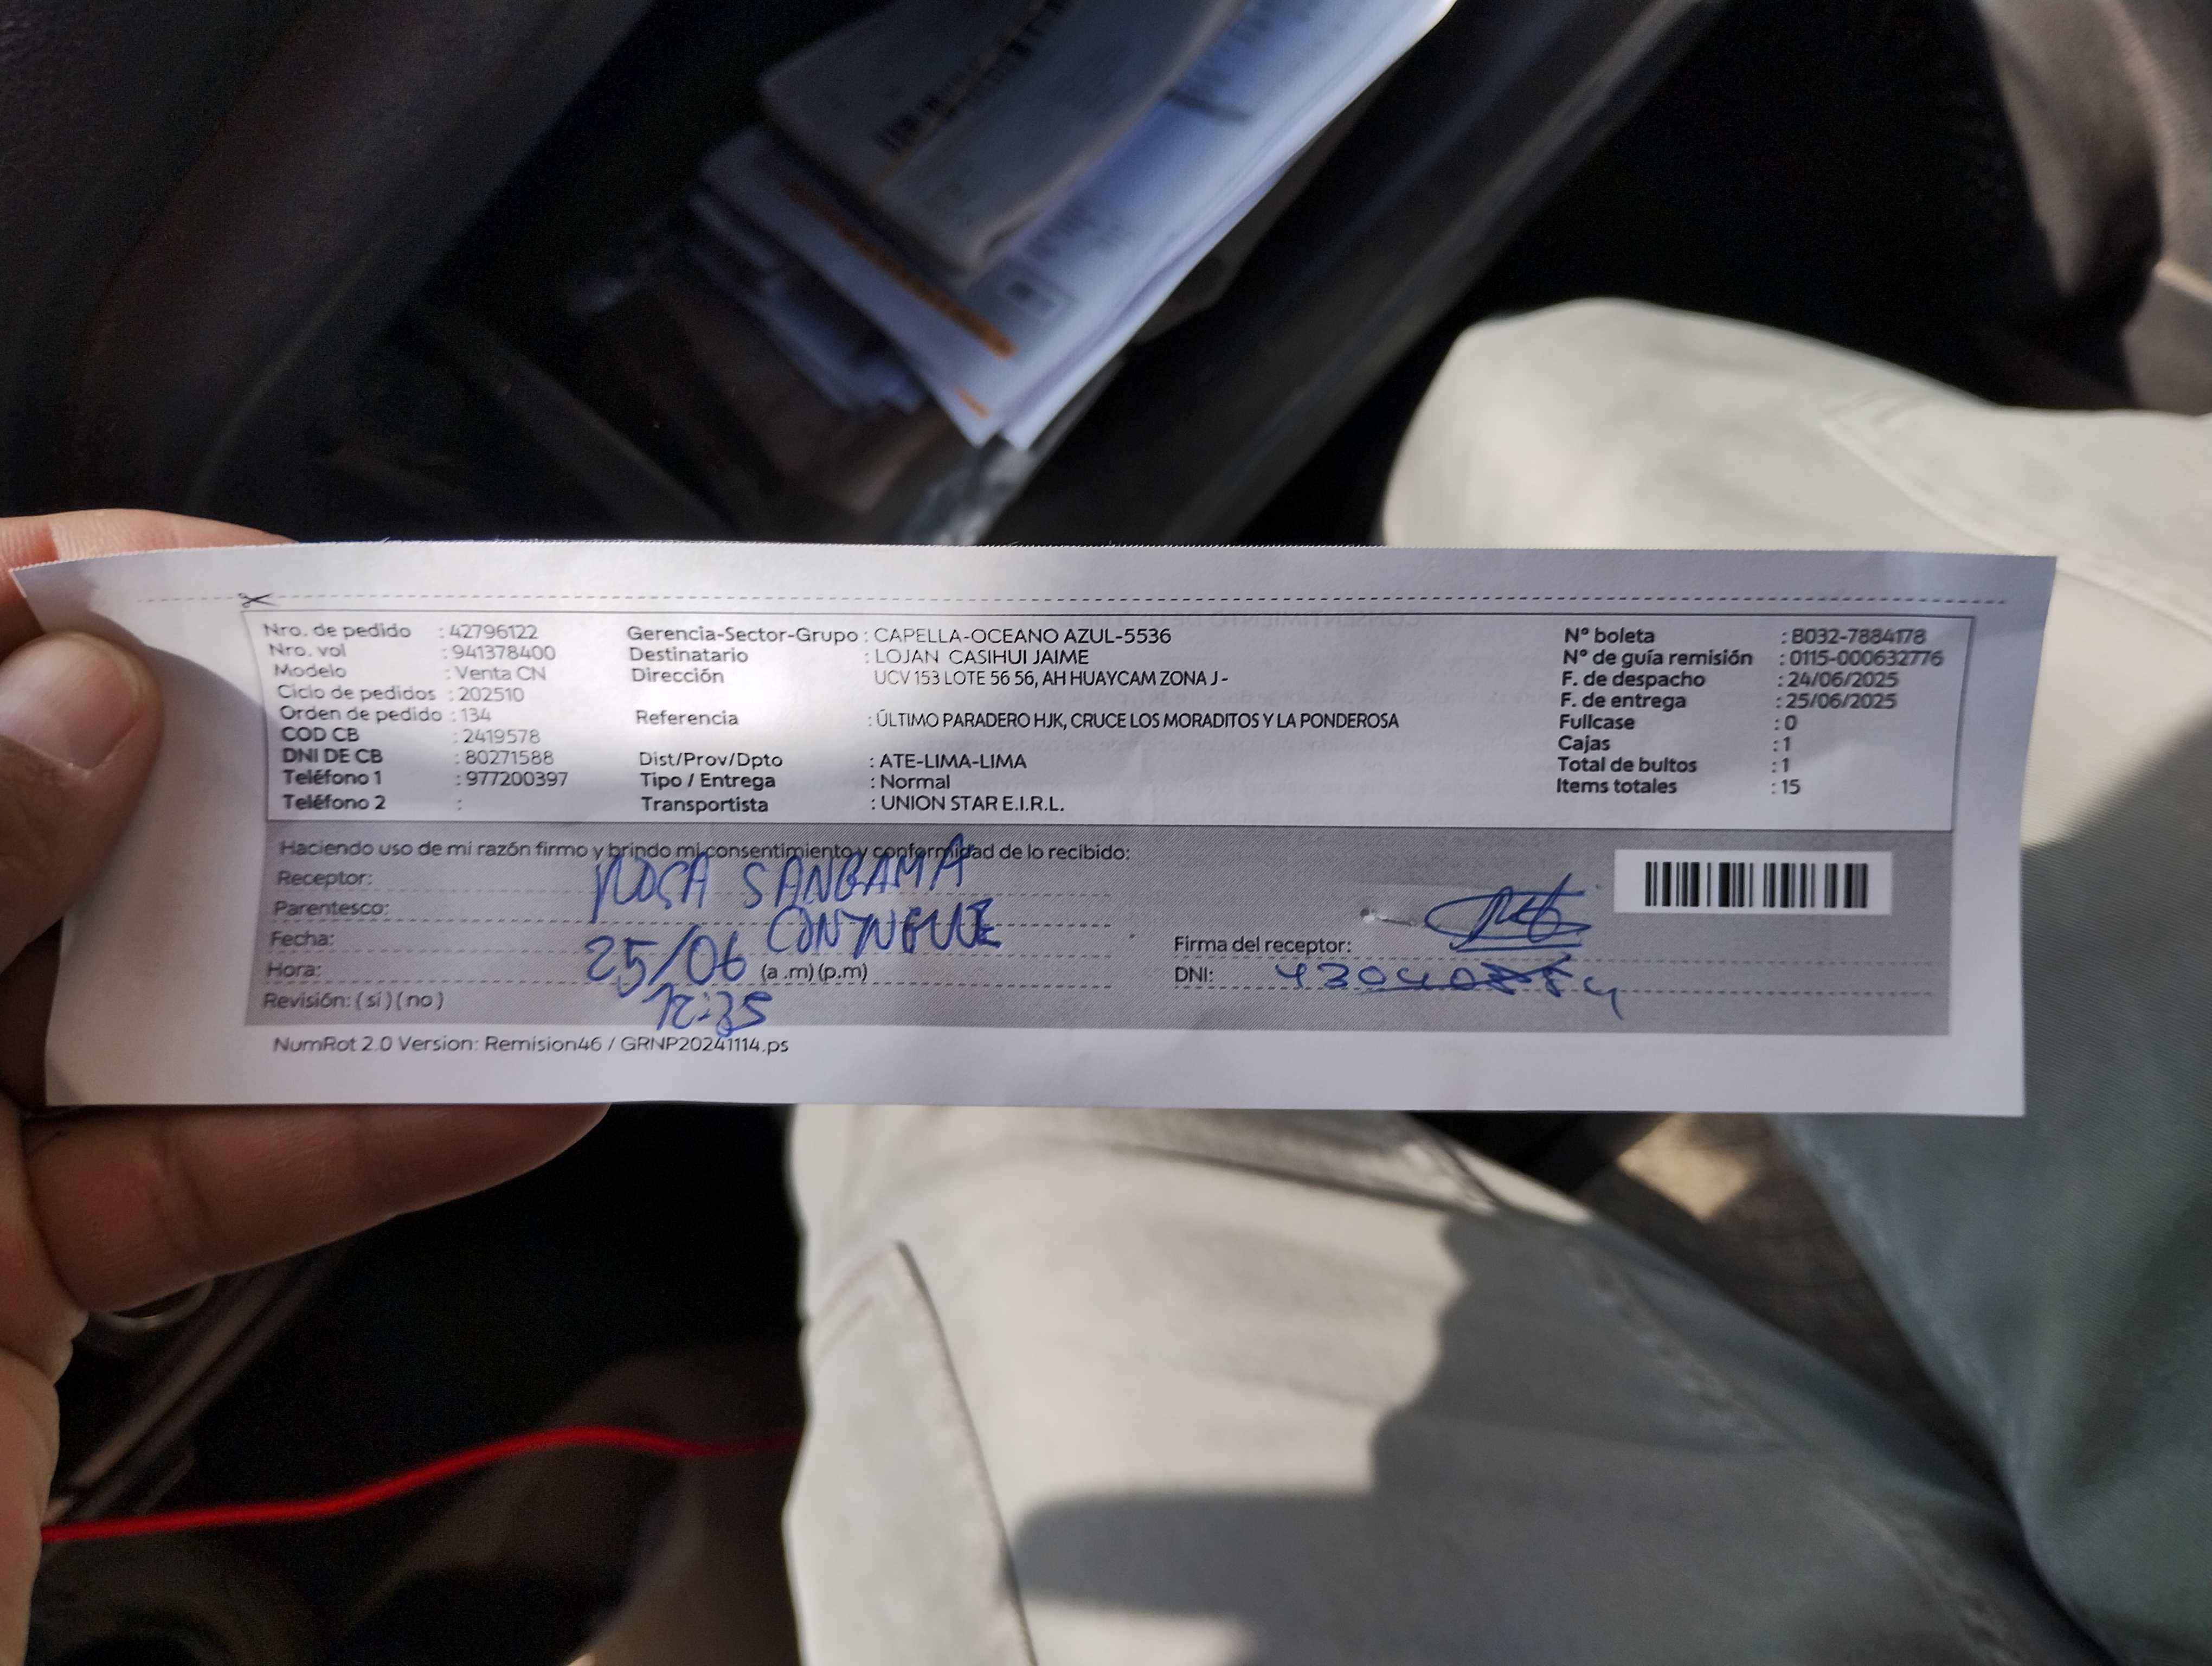 Nro. de pedido : 42796122
Nro. vol : 941378400
Modelo : Venta CN
Ciclo de pedidos : 202510
Orden de pedido : 134
COD CB : 2419578
DNI DE CB : 80271588
Teléfono 1 : 977200397
Teléfono 2 :
Gerencia-Sector-Grupo : CAPELLA-OCEANO AZUL-5536
Destinatario : LOJAN CASIHUI JAIME
Dirección UCV 153 LOTE 56 56, AH HUAYCAM ZONA J -
Referencia : ÚLTIMO PARADERO HJK, CRUCE LOS MORADITOS Y LA PONDEROSA
Dist/Prov/Dpto : ATE-LIMA-LIMA
Tipo / Entrega : Normal
Transportista : UNION STAR E.I.R.L.
N° boleta : B032-7884178
N° de guía remisión : 0115-000632776
F. de despacho : 24/06/2025
F. de entrega : 25/06/2025
Fullcase : 0
Cajas : 1
Total de bultos : 1
Items totales : 15
Haciendo uso de mi razón firmo y brindo mi consentimiento y conformidad de lo recibido:
Receptor: ROSA SANGAMA
Parentesco:
Fecha: 25/06
Hora: (a .m) (p.m)
12:35
Revisión: ( si ) ( no )
Firma del receptor:
DNI:
NumRot 2.0 Version: Remision46 / GRNP20241114.ps